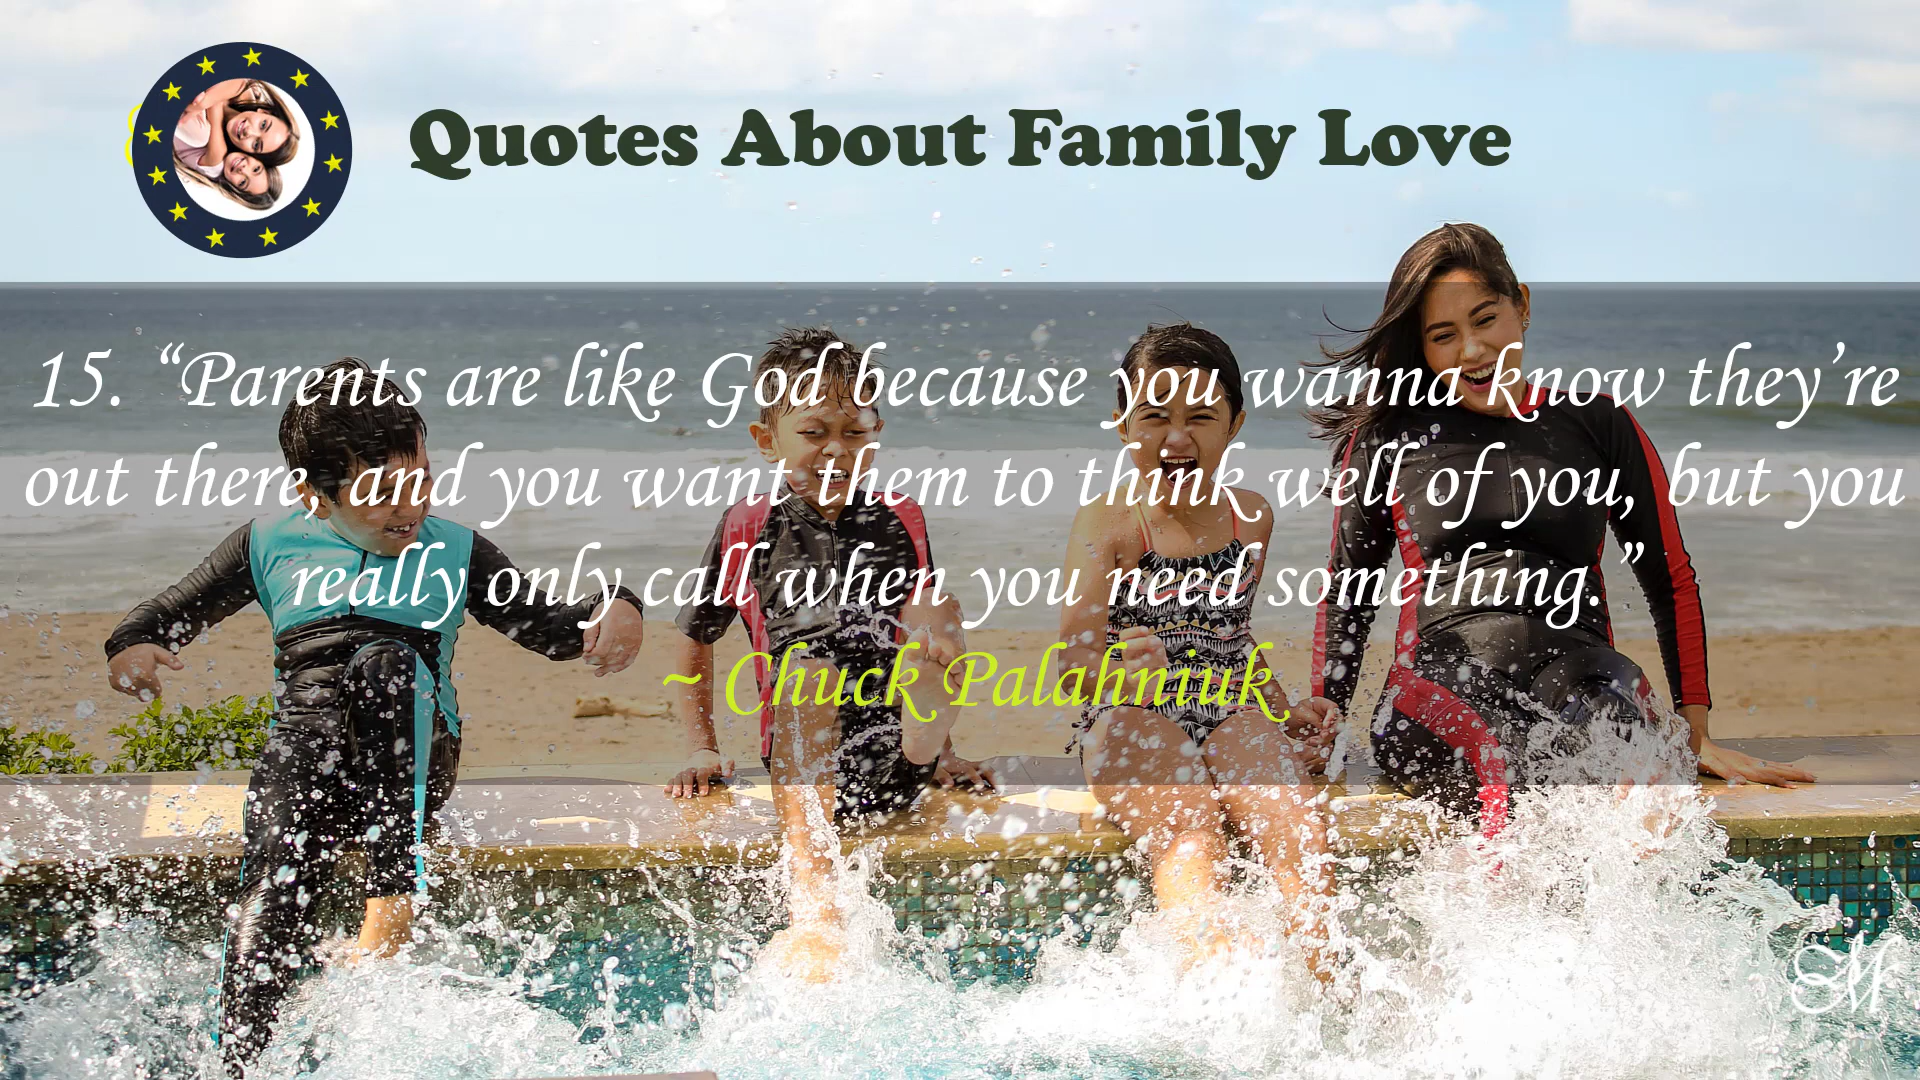 Quotes About Family Love
15. “Parents are like God because you wanna know they’re
out there, and you want them to think well of you, but you
really only call when you need something.”
~ Chuck Palahniuk
M